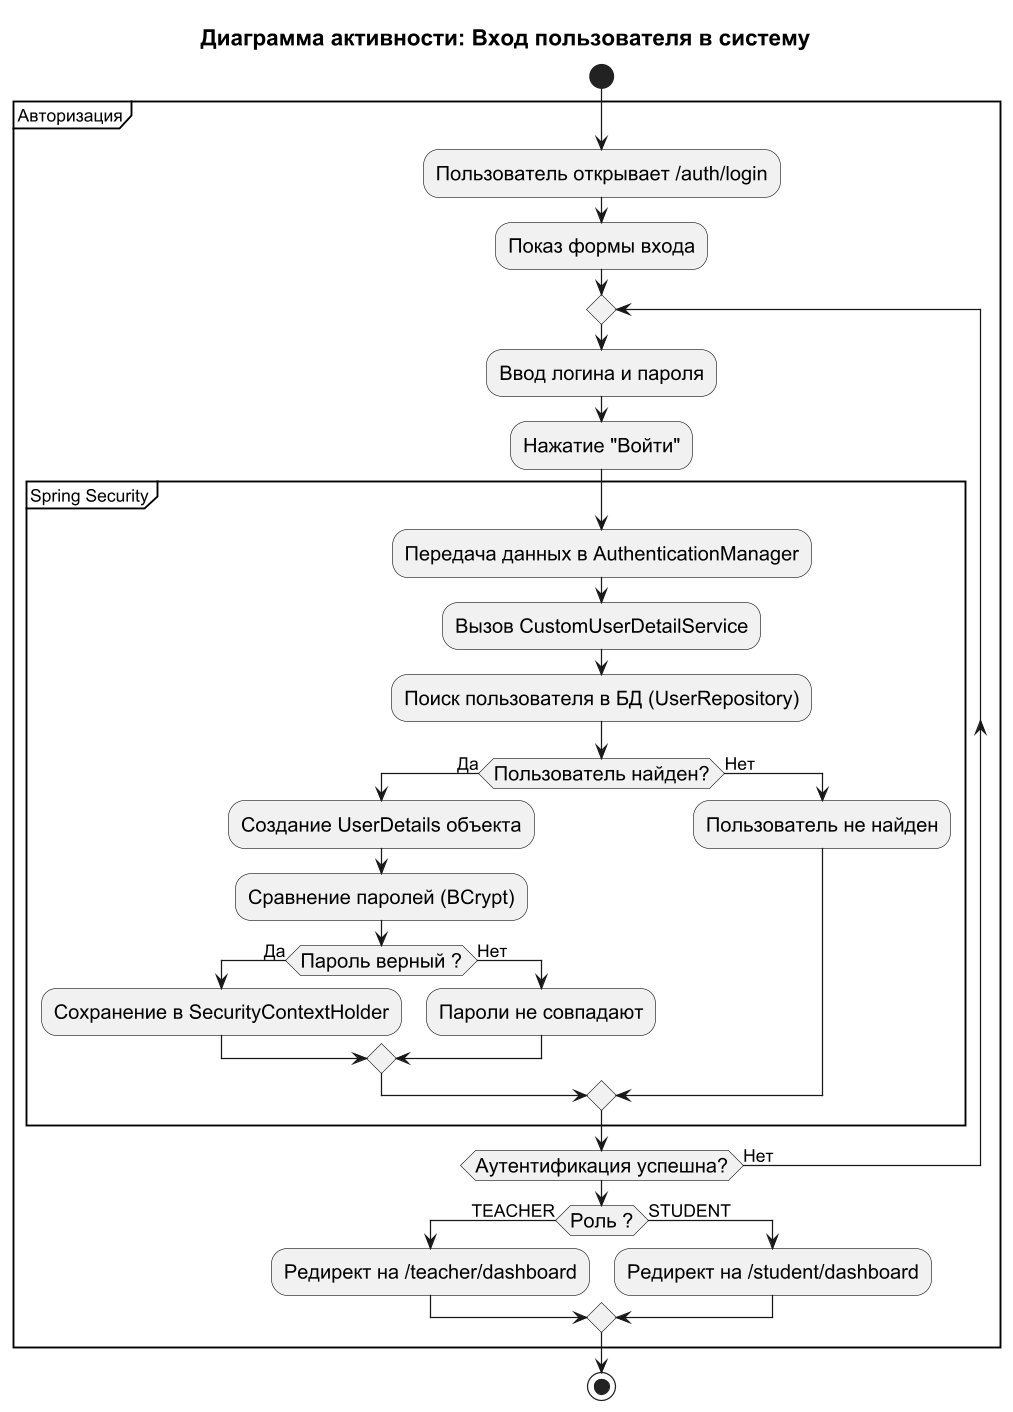 Диаграмма активности: Вход пользователя в систему
Авторизация
Пользователь открывает /auth/login
Показ формы входа
Ввод логина и пароля
Нажатие "Войти"
Spring Security
Передача данных в AuthenticationManager
Вызов CustomUserDetailService
Поиск пользователя в БД (UserRepository)
Да
Пользователь найден?
Нет
Создание UserDetails объекта
Пользователь не найден
Сравнение паролей (BCrypt)
Да
Пароль верный ?
Нет
Сохранение в SecurityContextHolder
Пароли не совпадают
Аутентификация успешна?
Нет
TEACHER
Роль ?
STUDENT
Редирект на /teacher/dashboard
Редирект на /student/dashboard